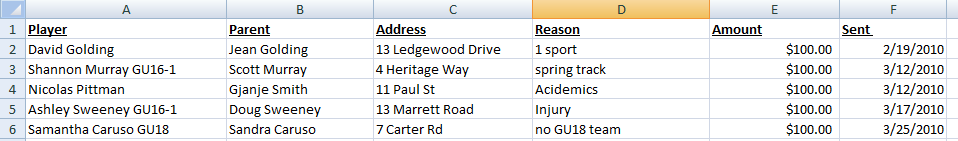 A B C D E F
1 Player Parent Address Reason Amount Sent
2 David Golding Jean Golding 13 Ledgewood Drive 1 sport $100.00 2/19/2010
3 Shannon Murray GU16-1 Scott Murray 4 Heritage Way spring track $100.00 3/12/2010
4 Nicolas Pittman Gjanje Smith 11 Paul St Acidemics $100.00 3/12/2010
5 Ashley Sweeney GU16-1 Doug Sweeney 13 Marrett Road Injury $100.00 3/17/2010
6 Samantha Caruso GU18 Sandra Caruso 7 Carter Rd no GU18 team $100.00 3/25/2010